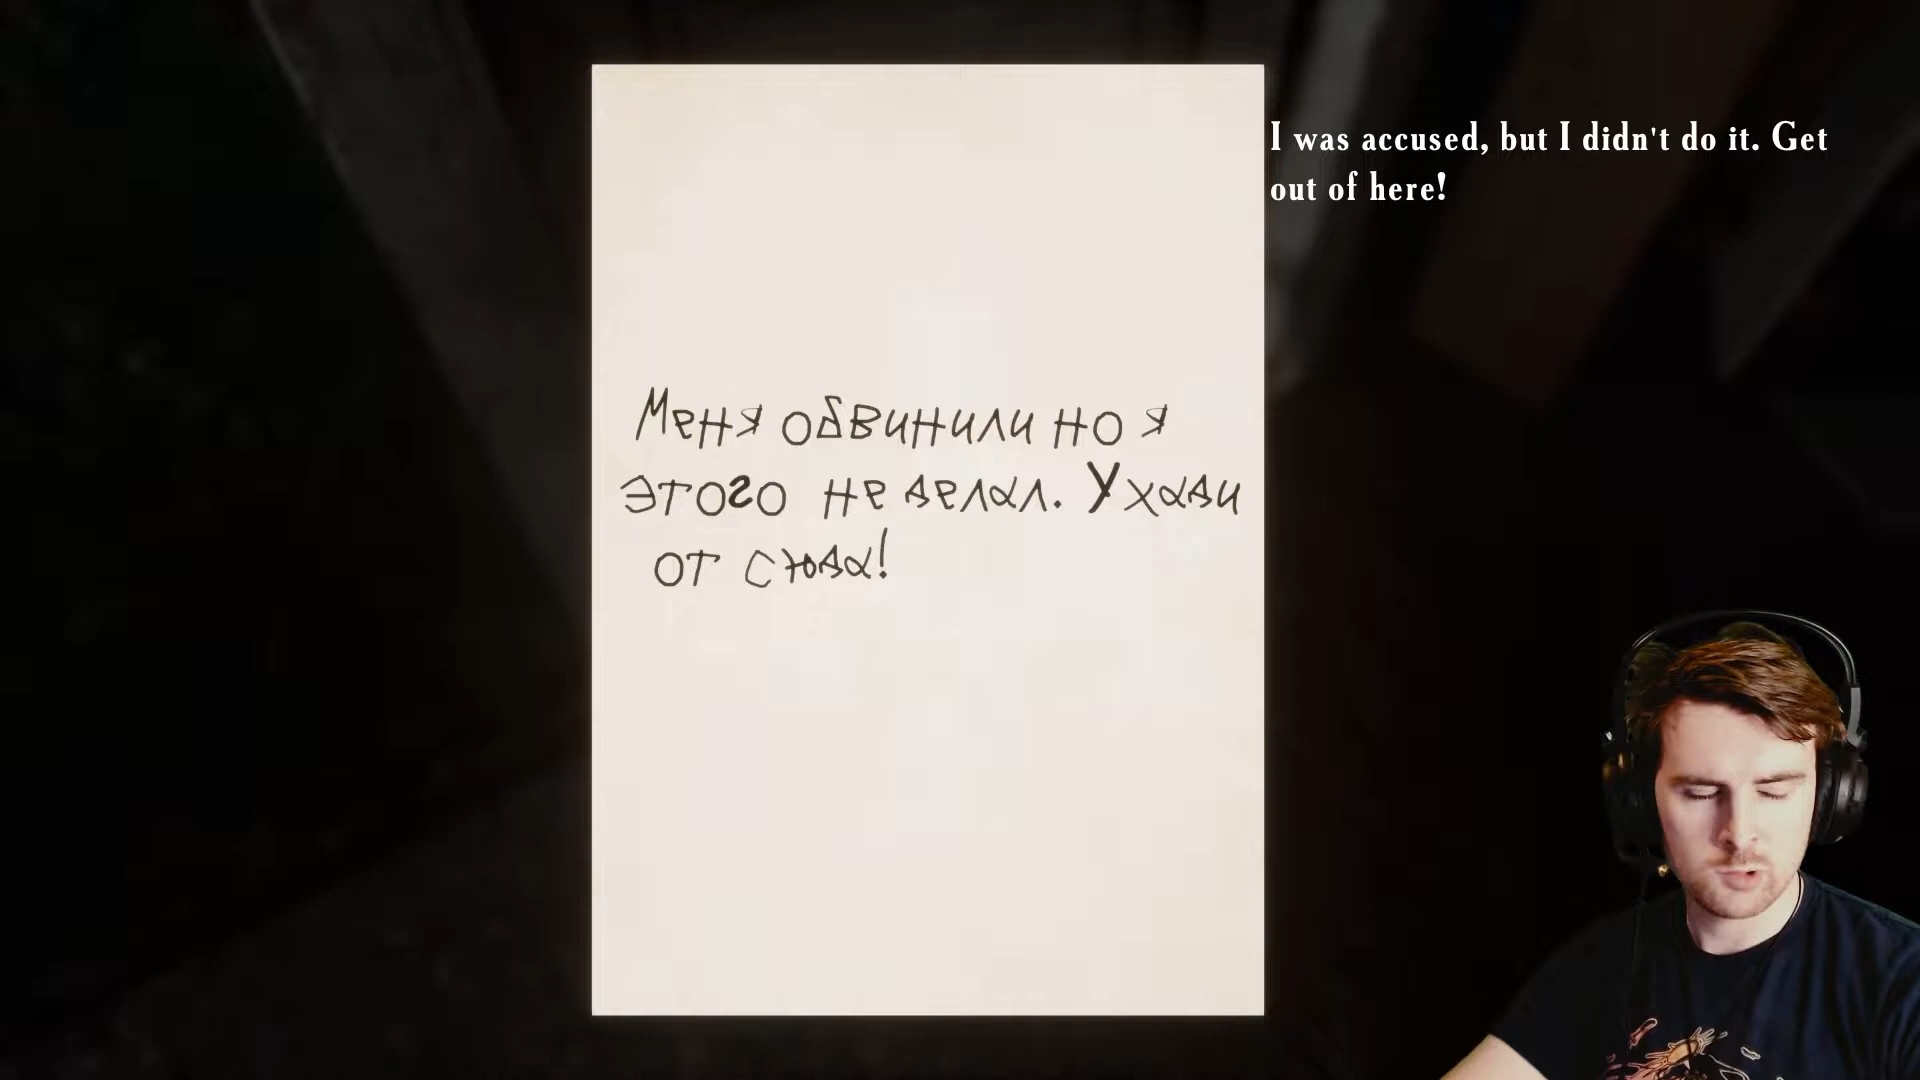 I was accused, but I didn't do it. Get
out of here!
Меня обвинили но я
этого не делал. Уходи
от сюда!